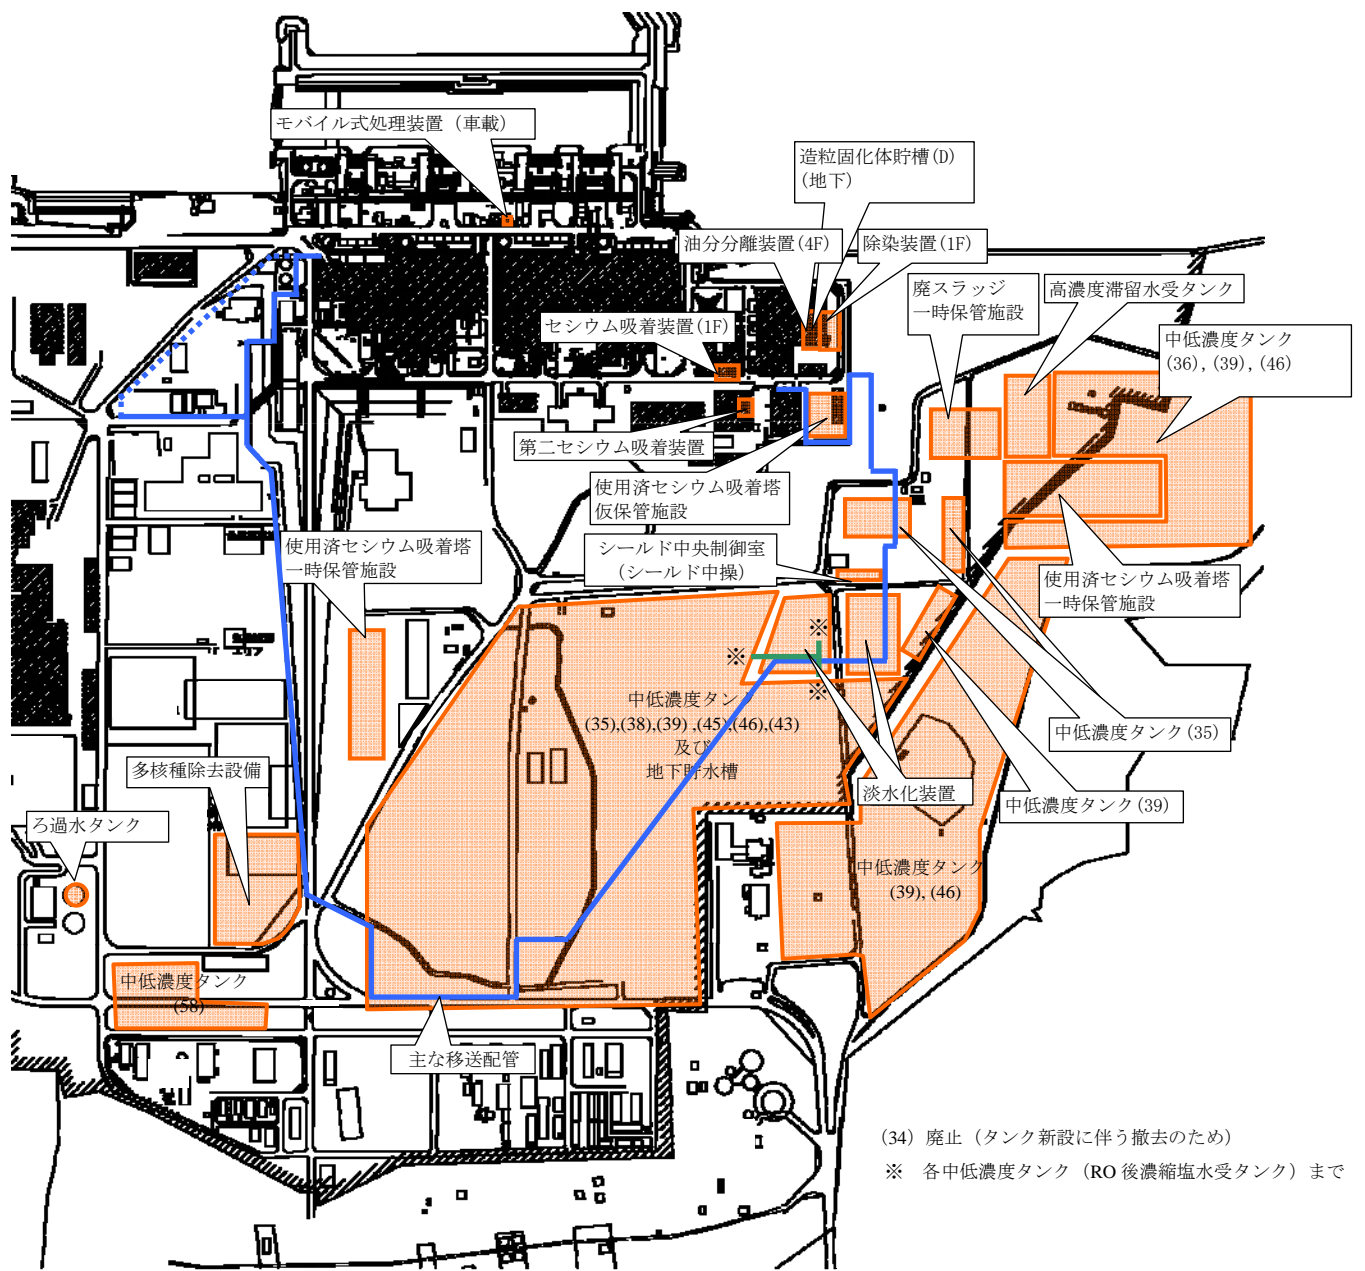 モバイル式処理装置（車載）
造粒固化体貯槽(D)
（地下）
油分分離装置(4F)
除染装置(1F)
廃スラッジ
一時保管施設
高濃度滞留水受タンク
セシウム吸着装置(1F)
中低濃度タンク
(36), (39), (46)
第二セシウム吸着装置
使用済セシウム吸着塔
仮保管施設
使用済セシウム吸着塔
一時保管施設
シールド中央制御室
（シールド中操）
使用済セシウム吸着塔
一時保管施設
※
※
※
中低濃度タンク
(35),(38),(39) ,(45),(46),(43)
及び
地下貯水槽
中低濃度タンク(35)
多核種除去設備
淡水化装置
中低濃度タンク(39)
ろ過水タンク
中低濃度タンク
(39), (46)
中低濃度タンク
(58)
主な移送配管
(34) 廃止（タンク新設に伴う撤去のため）
※　各中低濃度タンク（RO 後濃縮塩水受タンク）まで